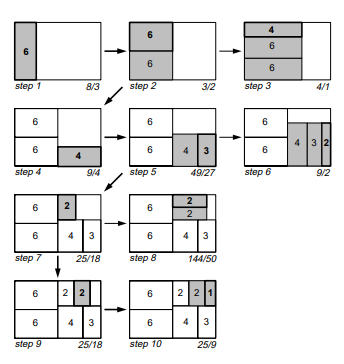 6
step 1 8/3
6
6
step 2 3/2
4
6
6
step 3 4/1
6
6 4
step 4 9/4
6
6 4 3
step 5 49/27
6
6 4 3 2
step 6 9/2
6 2
6 4 3
step 7 25/18
6 2
2
6 4 3
step 8 144/50
6 2 2
6 4 3
step 9 25/18
6 2 2 1
6 4 3
step 10 25/9